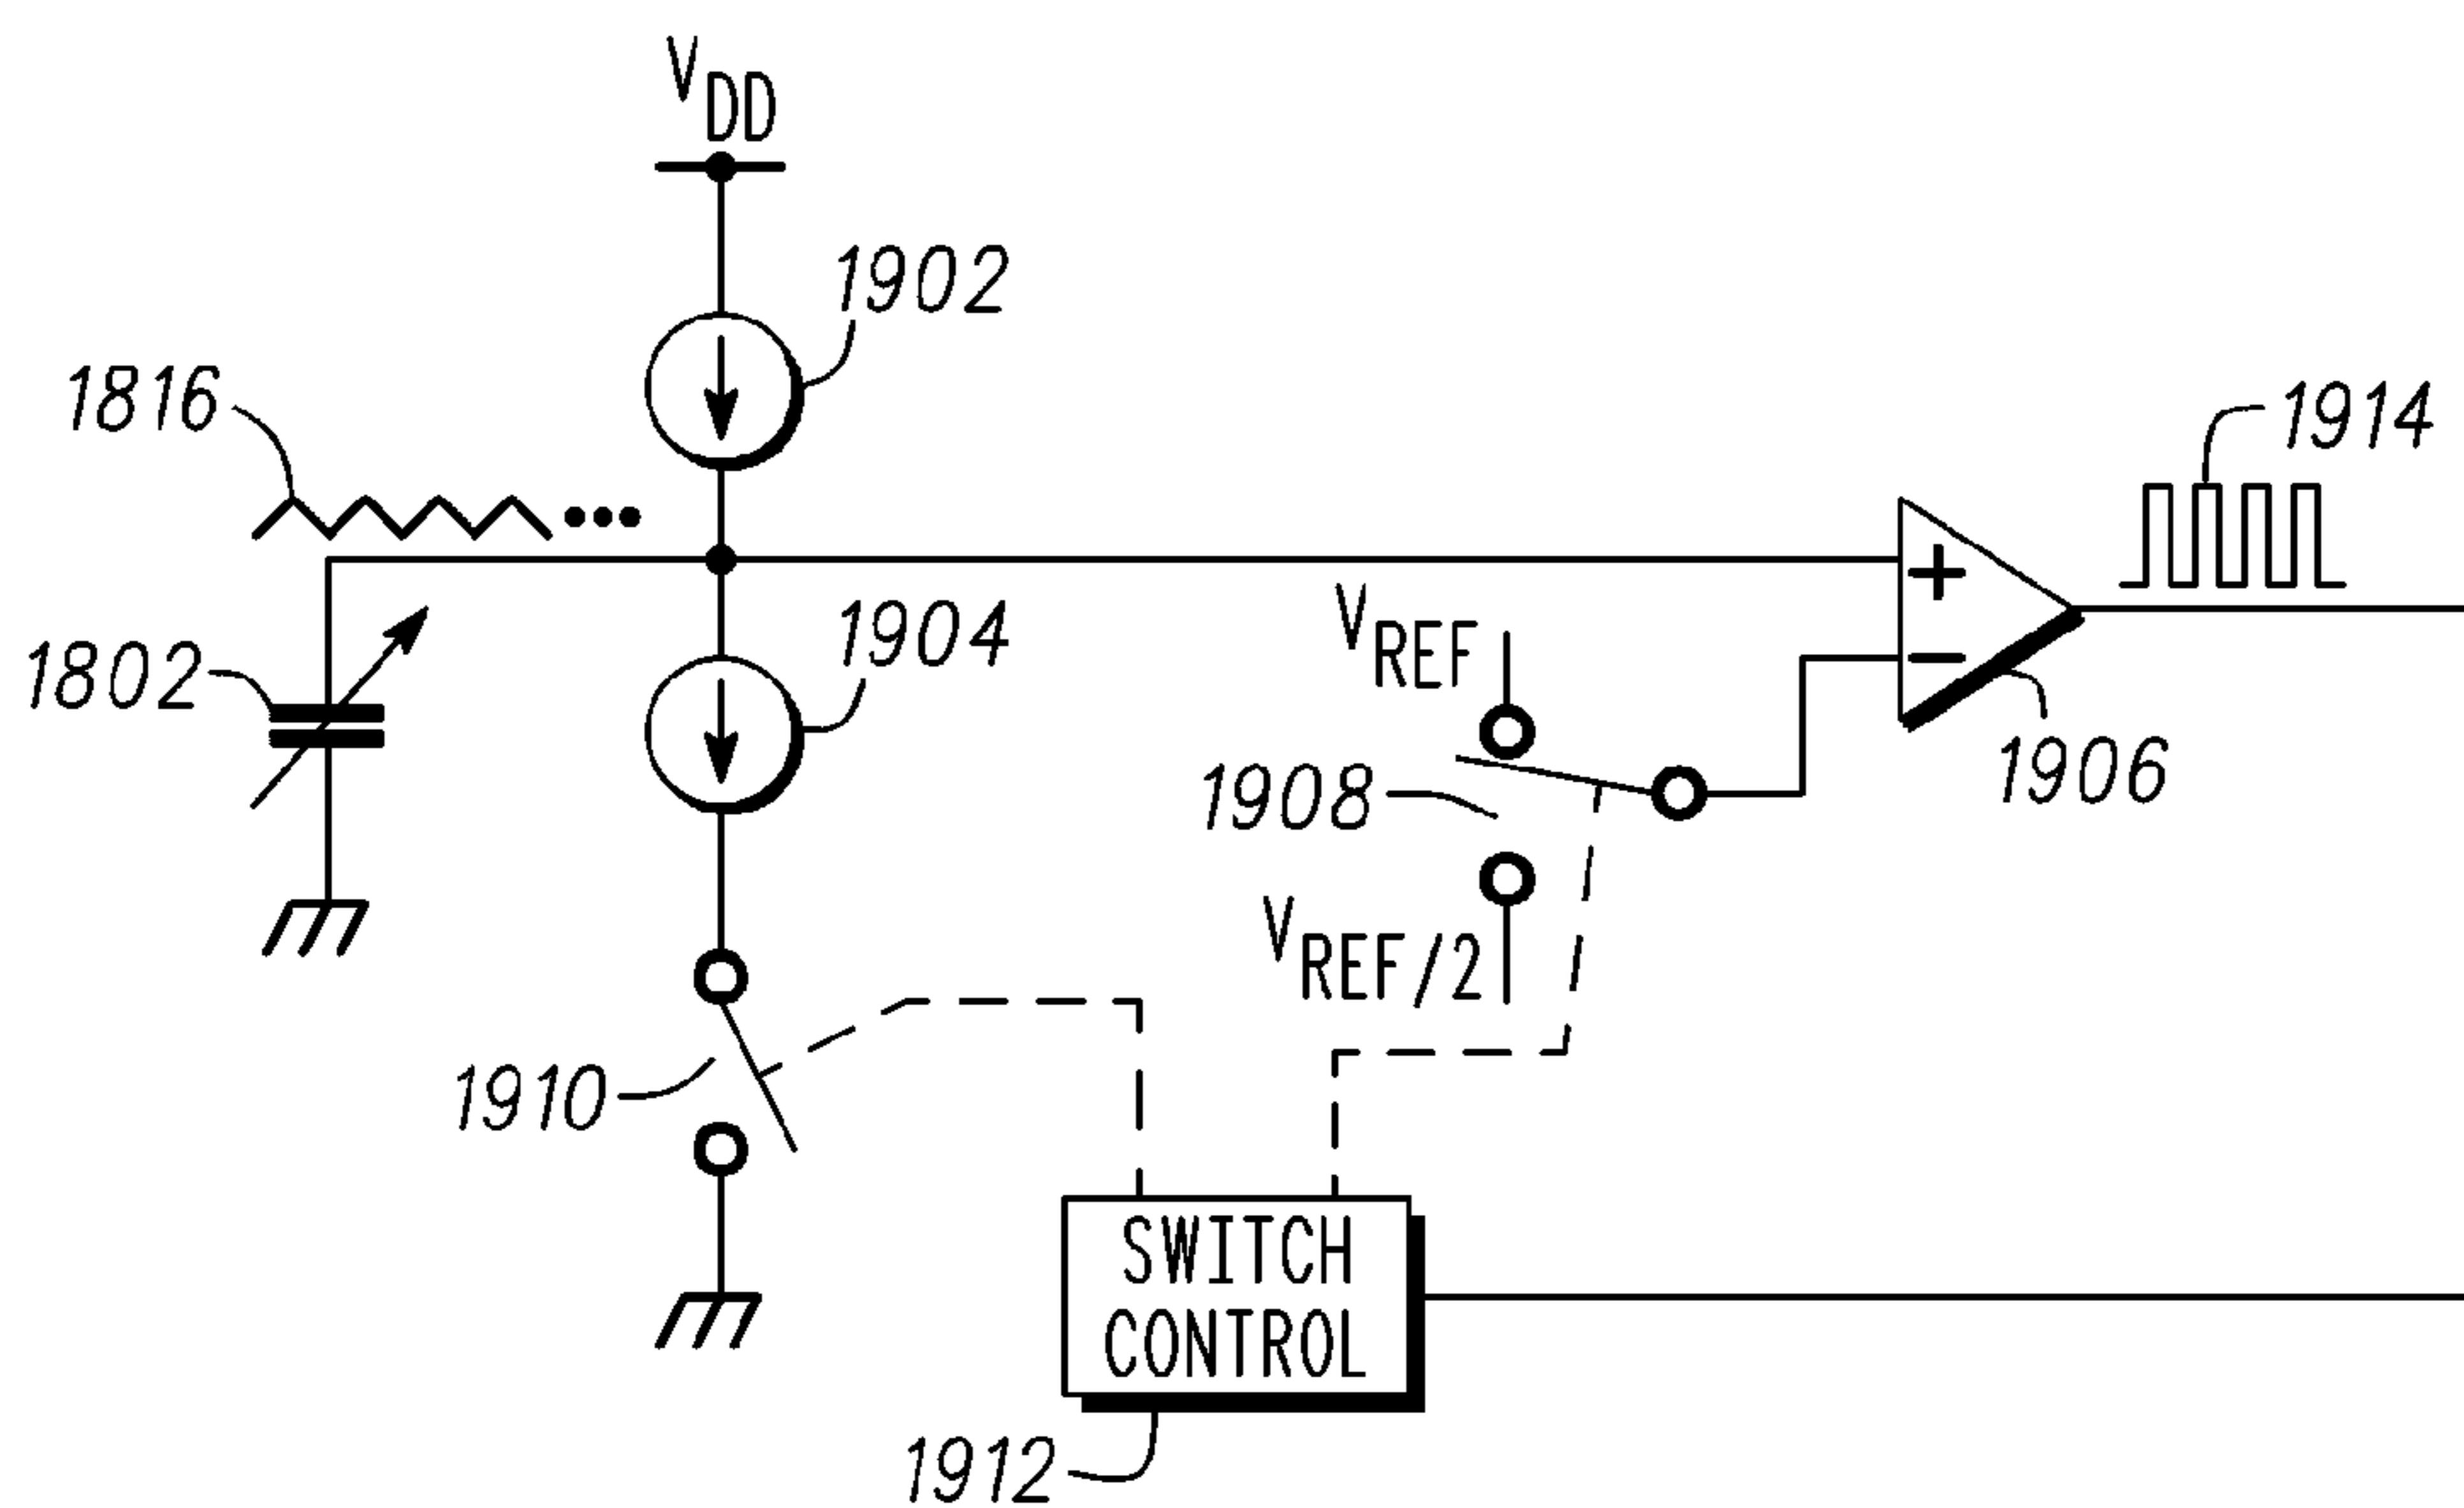 VDD
1902
1816
1914
1904
VREF
1802
1906
1908
VREF/2
1910
SWITCH
CONTROL
1912
+
−